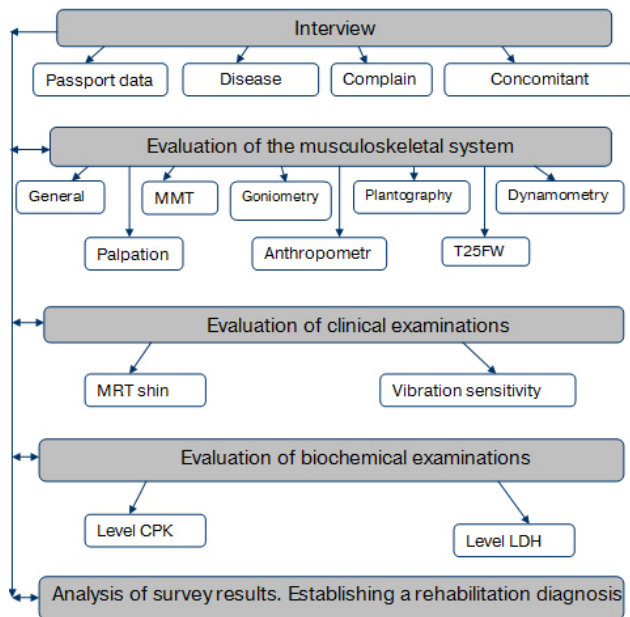 Interview
Passport data
Disease
Complain
Concomitant
Evaluation of the musculoskeletal system
General
MMT
Goniometry
Plantography
Dynamometry
Palpation
Anthropometr
T25FW
Evaluation of clinical examinations
MRT shin
Vibration sensitivity
Evaluation of biochemical examinations
Level CPK
Level LDH
Analysis of survey results. Establishing a rehabilitation diagnosis